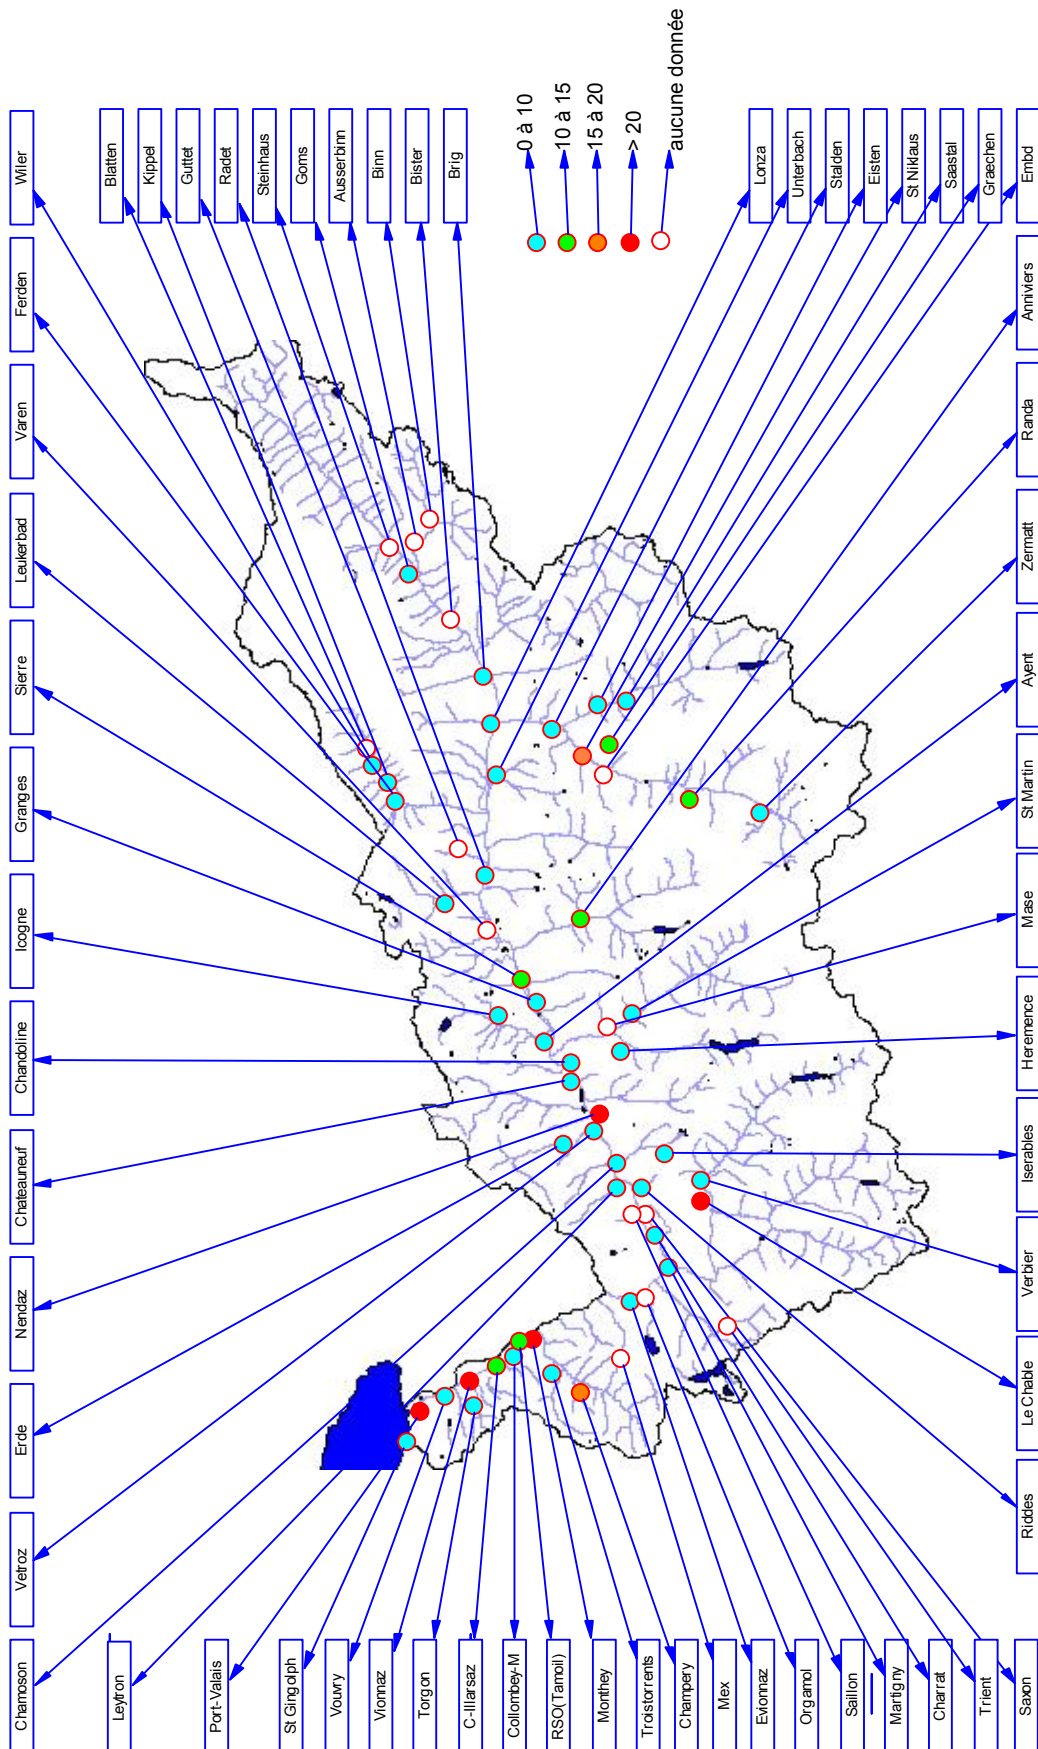 Chamoson
Vetroz
Erde
Nendaz
Chateauneuf
Chandoline
Icogne
Granges
Sierre
Leukerbad
Varen
Ferden
Wiler
Blatten
Kippel
Guttet
Radet
Steinhaus
Goms
Ausserbinn
Binn
Bister
Brig
0 à 10
10 à 15
15 à 20
> 20
aucune donnée
Lonza
Unterbach
Stalden
Eisten
St Niklaus
Saastal
Graechen
Embd
Anniviers
Randa
Zermatt
Ayent
St Martin
Mase
Heremence
Iserables
Verbier
Le Chable
Riddes
Saxon
Trient
Charrat
Martigny
Saillon
Orgamol
Evionnaz
Mex
Champery
Troistorrents
Monthey
RSO(Tamoil)
Collombey-M
C-Illarsaz
Torgon
Vionnaz
Vouvry
St Gingolph
Port-Valais
Leytron